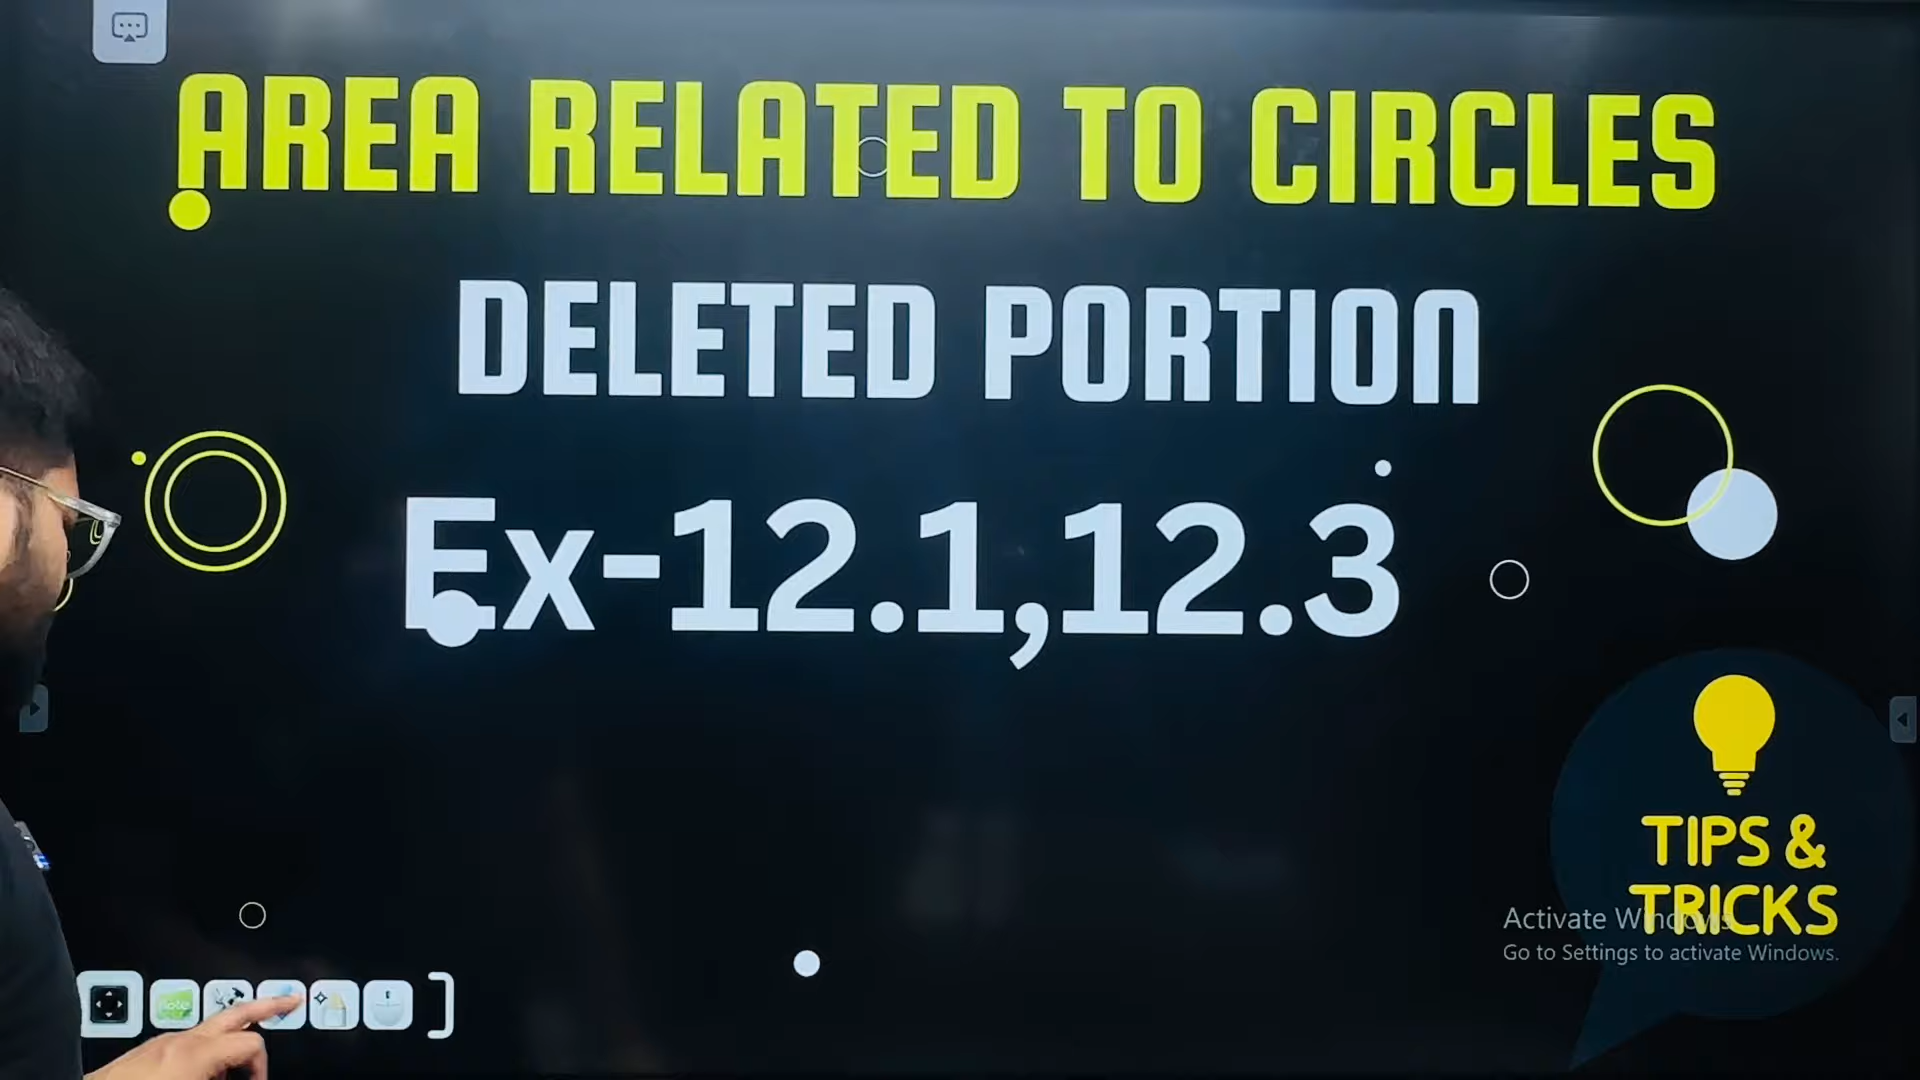 AREA RELATED TO CIRCLES
DELETED PORTION
Ex-12.1,12.3
TIPS &
TRICKS
Activate Windows
Go to Settings to activate Windows.